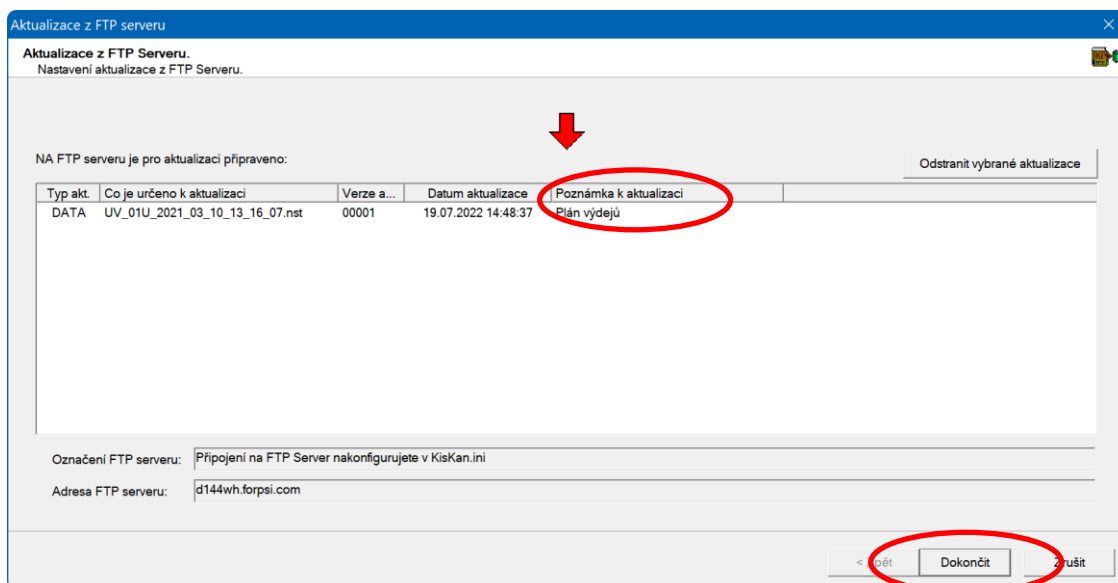 Aktualizace z FTP serveru
Aktualizace z FTP Serveru.
Nastavení aktualizace z FTP Serveru.
NA FTP serveru je pro aktualizaci připraveno:
Odstranit vybrané aktualizace
Typ akt. Co je určeno k aktualizaci Verze a... Datum aktualizace Poznámka k aktualizaci
DATA UV_01U_2021_03_10_13_16_07.nst 00001 19.07.2022 14:48:37 Plán výdejů
Označení FTP serveru: Připojení na FTP Server nakonfigurujete v KisKan.ini
Adresa FTP serveru: d144wh.forpsi.com
< Zpět Dokončit Zrušit